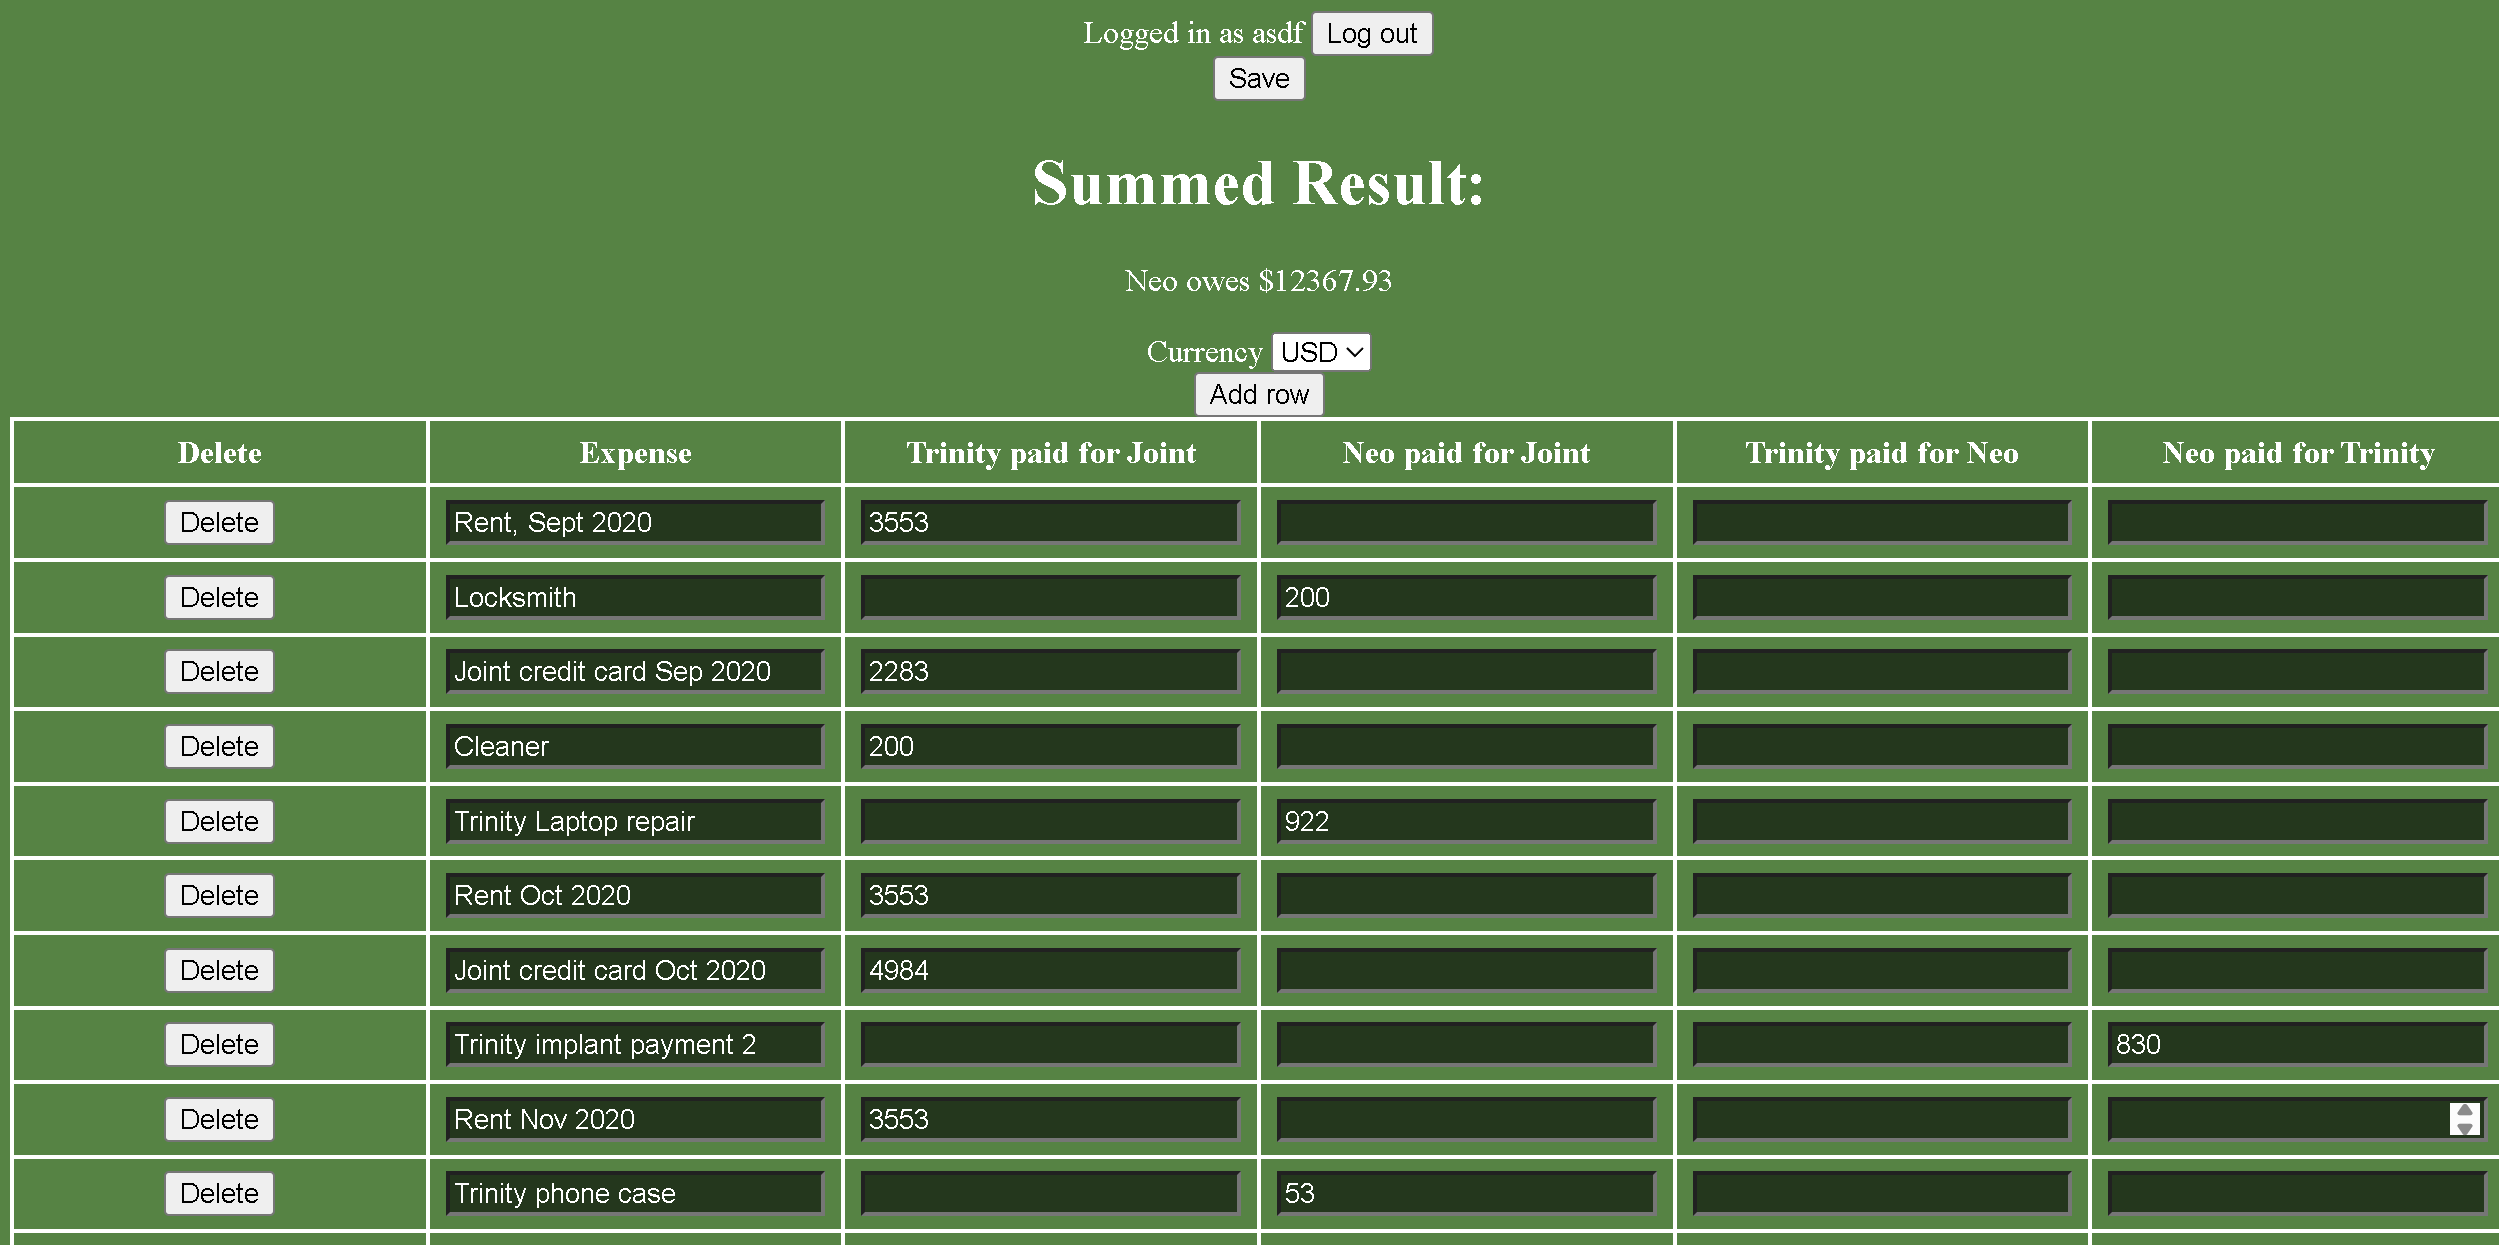 Logged in as asdf Log out
Save
Summed Result:
Neo owes $12367.93
Currency USD
Add row
Delete Expense Trinity paid for Joint Neo paid for Joint Trinity paid for Neo Neo paid for Trinity
Delete Rent, Sept 2020 3553
Delete Locksmith 200
Delete Joint credit card Sep 2020 2283
Delete Cleaner 200
Delete Trinity Laptop repair 922
Delete Rent Oct 2020 3553
Delete Joint credit card Oct 2020 4984
Delete Trinity implant payment 2 830
Delete Rent Nov 2020 3553
Delete Trinity phone case 53